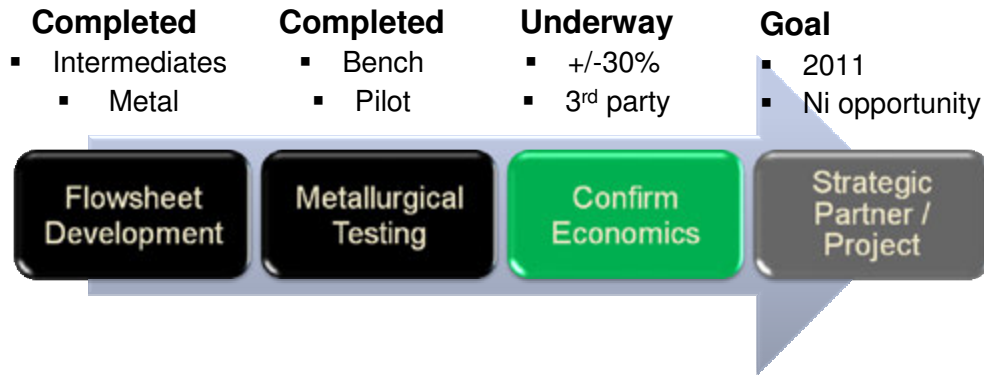 Completed
▪ Intermediates
▪ Metal
Completed
▪ Bench
▪ Pilot
Underway
▪ +/-30%
▪ 3rd party
Goal
▪ 2011
▪ Ni opportunity
Flowsheet
Development
Metallurgical
Testing
Confirm
Economics
Strategic
Partner /
Project